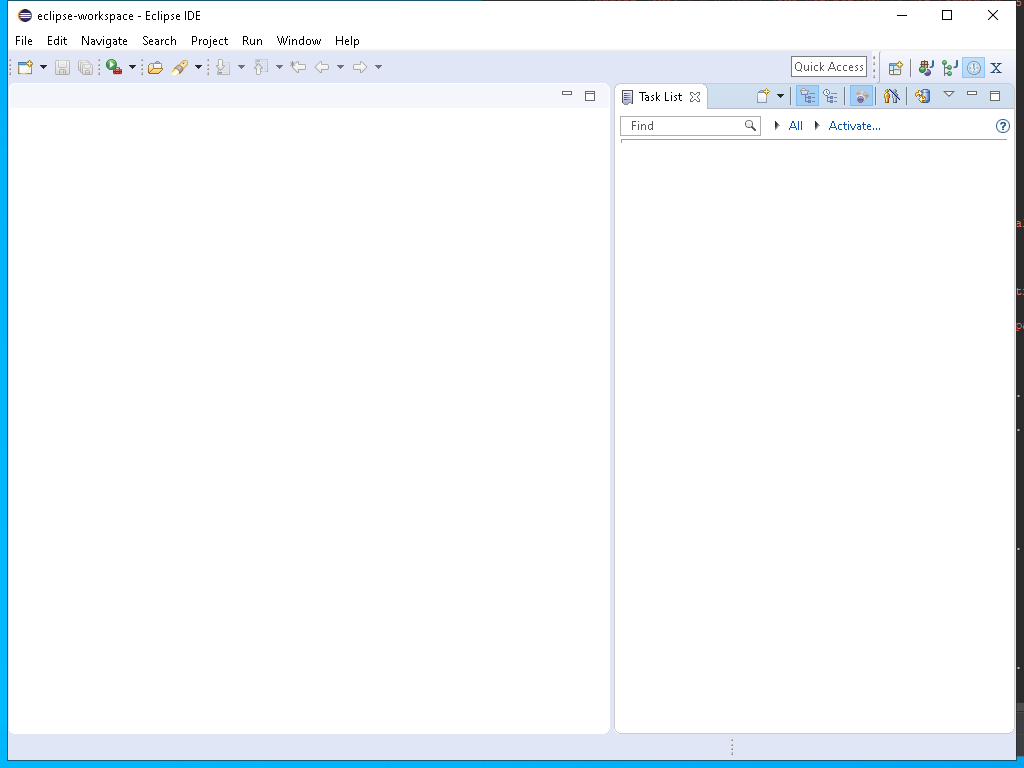 eclipse-workspace - Eclipse IDE
File Edit Navigate Search Project Run Window Help
Quick Access
Task List
Find All Activate...